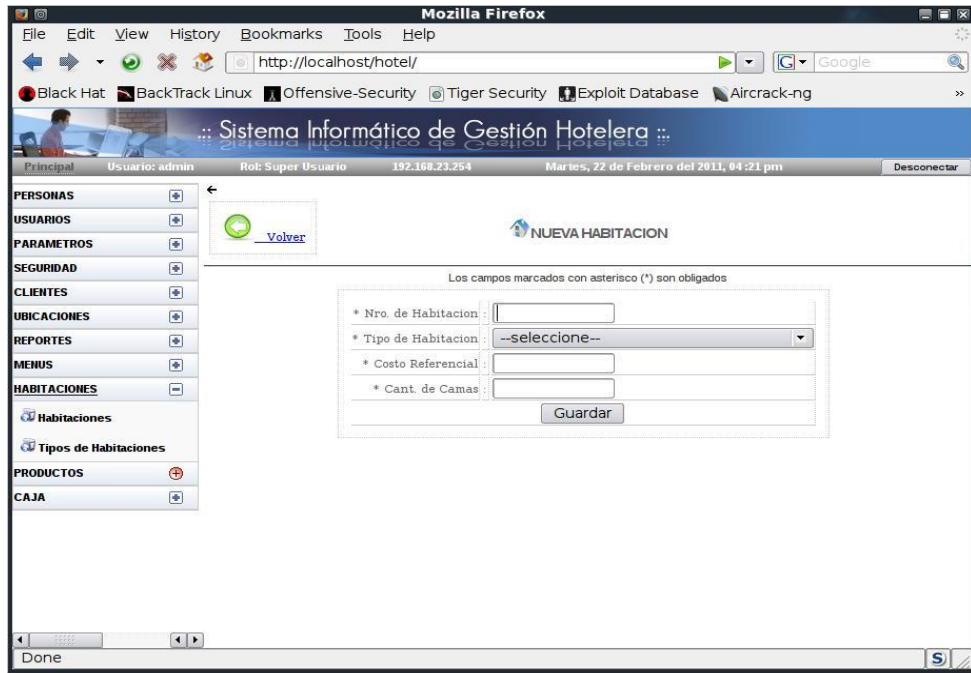 Mozilla Firefox
File Edit View History Bookmarks Tools Help
http://localhost/hotel/ G Google
Black Hat BackTrack Linux Offensive-Security Tiger Security Exploit Database Aircrack-ng »
.:: Sistema Informático de Gestión Hotelera ::.
Principal Usuario: admin Rol: Super Usuario 192.168.23.254 Martes, 22 de Febrero del 2011, 04:21 pm Desconectar
PERSONAS
USUARIOS
PARAMETROS
SEGURIDAD
CLIENTES
UBICACIONES
REPORTES
MENUS
HABITACIONES
Habitaciones
Tipos de Habitaciones
PRODUCTOS
CAJA
Volver
NUEVA HABITACION
Los campos marcados con asterisco (*) son obligados
* Nro. de Habitacion :
* Tipo de Habitacion : --seleccione--
* Costo Referencial :
* Cant. de Camas :
Guardar
Done S